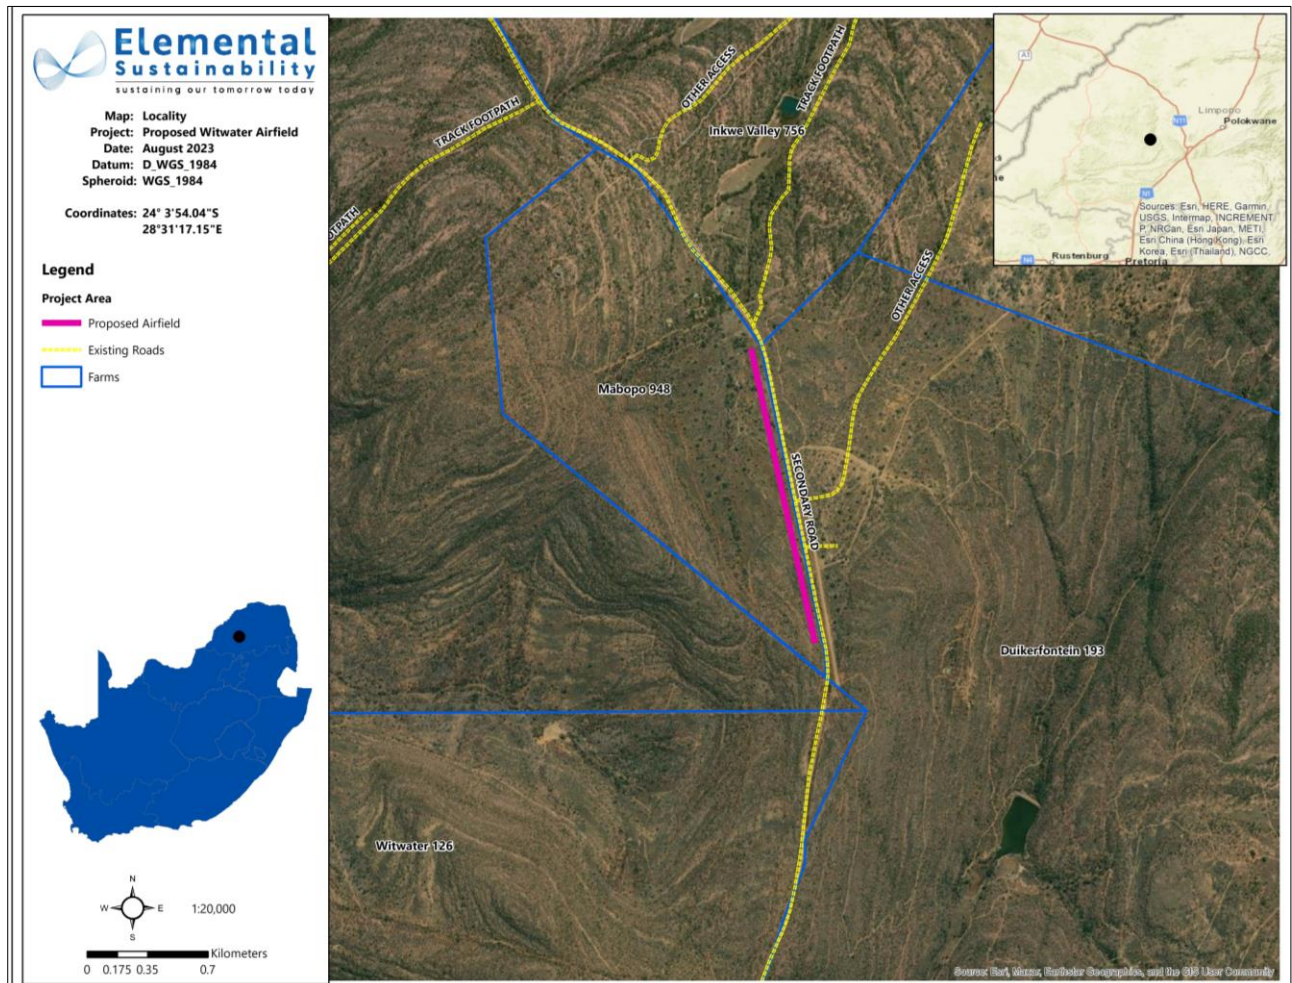 Elemental
Sustainability
sustaining our tomorrow today
Map: Locality
Project: Proposed Witwater Airfield
Date: August 2023
Datum: D_WGS_1984
Spheroid: WGS_1984
Coordinates: 24° 3'54.04"S
28°31'17.15"E
Legend
Project Area
Proposed Airfield
Existing Roads
Farms
N
W E
S
1:20,000
Kilometers
0 0.175 0.35 0.7
TRACK FOOTPATH
OTHER ACCESS
TRACK FOOTPATH
Inkwe Valley 756
OTPATH
OTHER ACCESS
Mabopo 948
SECONDARY ROAD
Duikerfontein 193
Witwater 126
A1
Limpopo
N11
Polokwane
N1
Sources: Esri, HERE, Garmin,
USGS, Intermap, INCREMENT
P, NRCan, Esri Japan, METI,
Esri China (Hong Kong), Esri
Korea, Esri (Thailand), NGCC,
N4
Rustenburg
Pretoria
Source: Esri, Maxar, Earthstar Geographics, and the GIS User Community